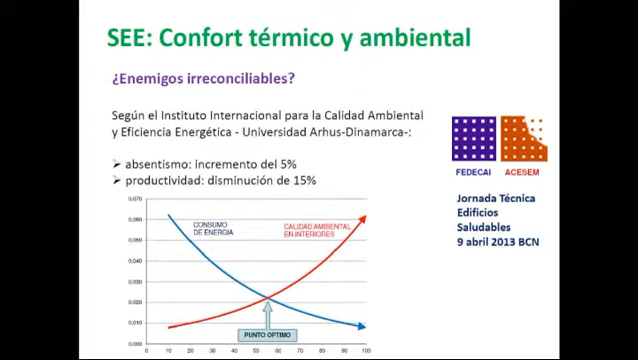 SEE: Confort térmico y ambiental
¿Enemigos irreconciliables?
Según el Instituto Internacional para la Calidad Ambiental
y Eficiencia Energética - Universidad Arhus-Dinamarca-:
➢ absentismo: incremento del 5%
➢ productividad: disminución de 15%
FEDECAI ACESEM
Jornada Técnica
Edificios
Saludables
9 abril 2013 BCN
0,070
0,060
0,050
0,040
0,030
0,020
0,010
0,000
CONSUMO
DE ENERGIA
CALIDAD AMBIENTAL
EN INTERIORES
PUNTO OPTIMO
0 10 20 30 40 50 60 70 80 90 100